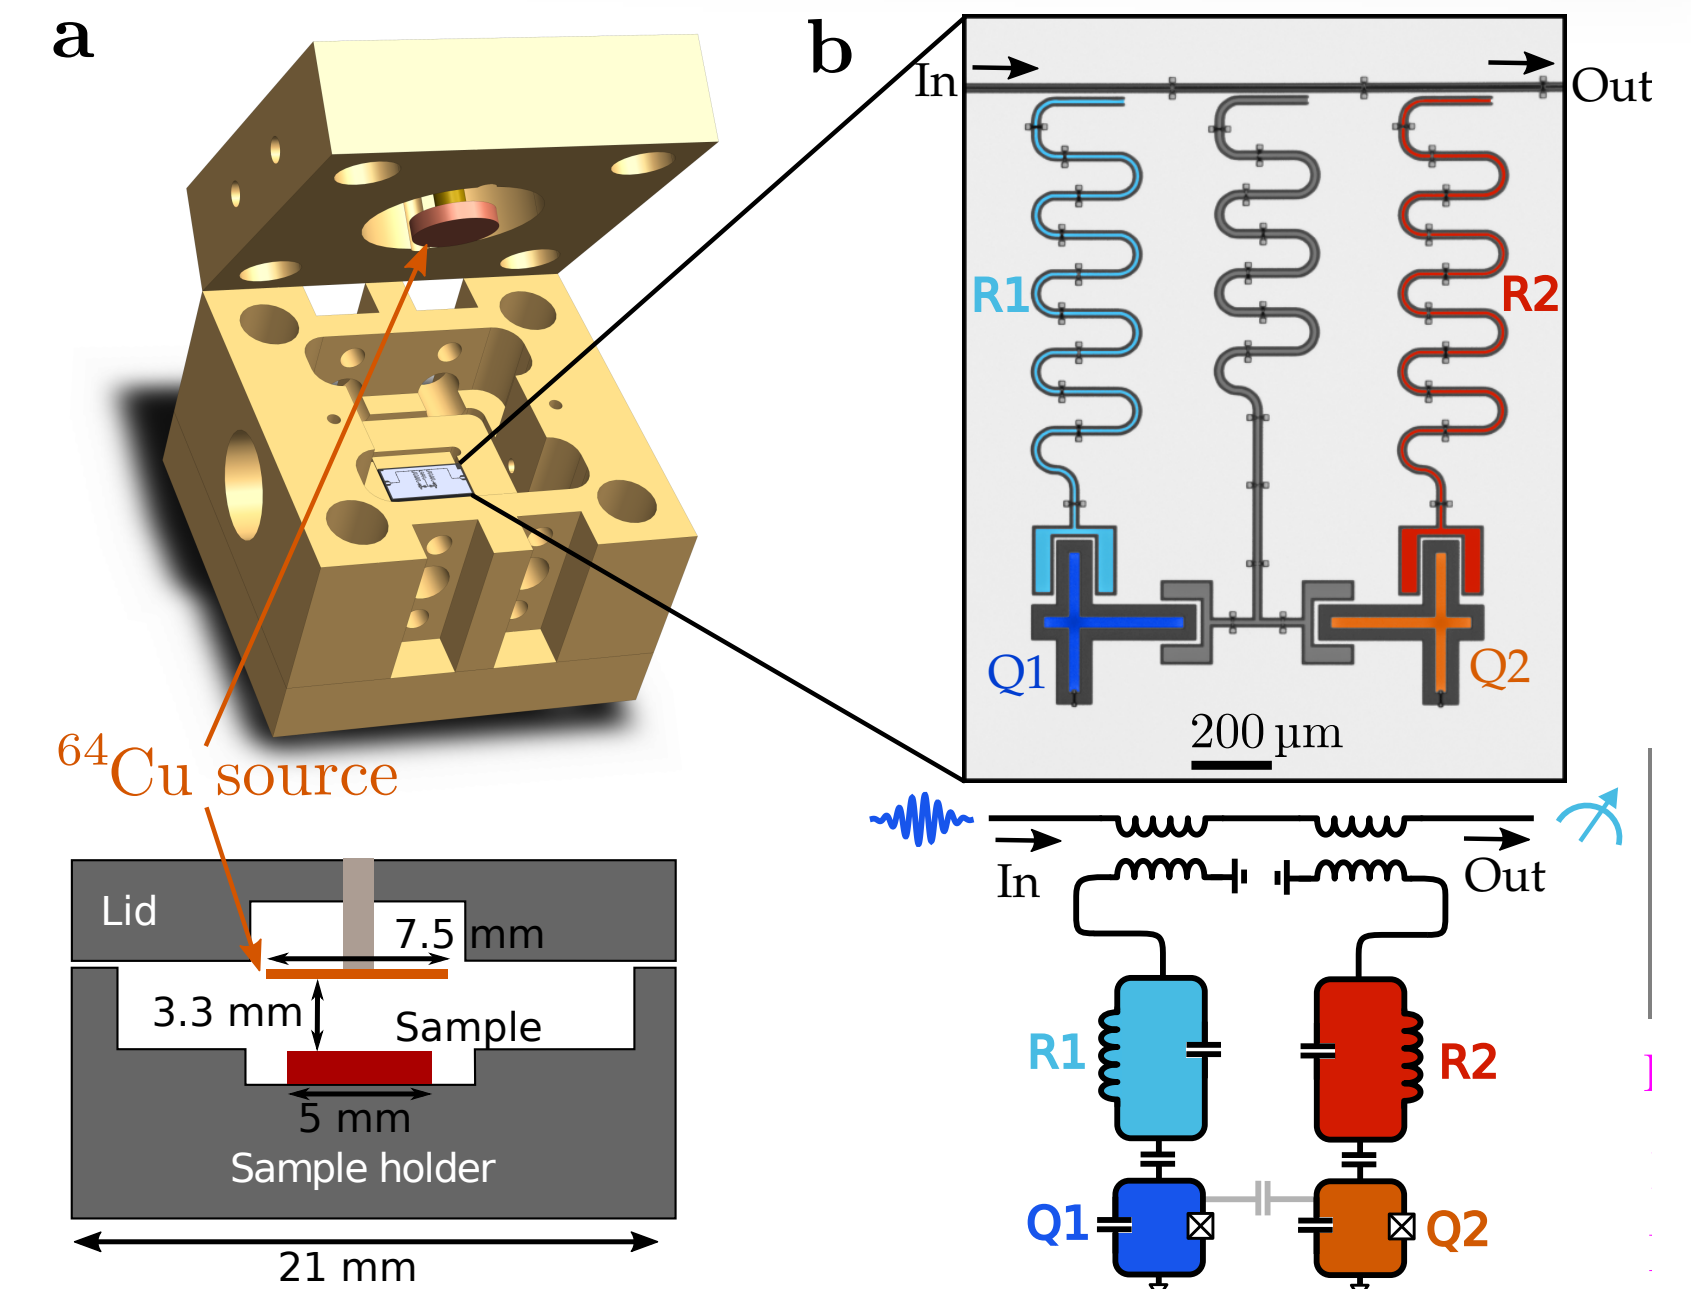 a
b
In
Out
R1
R2
Q1
Q2
200 µm
64Cu source
In
Out
Lid
7.5 mm
3.3 mm
Sample
5 mm
Sample holder
21 mm
R1
R2
Q1
Q2